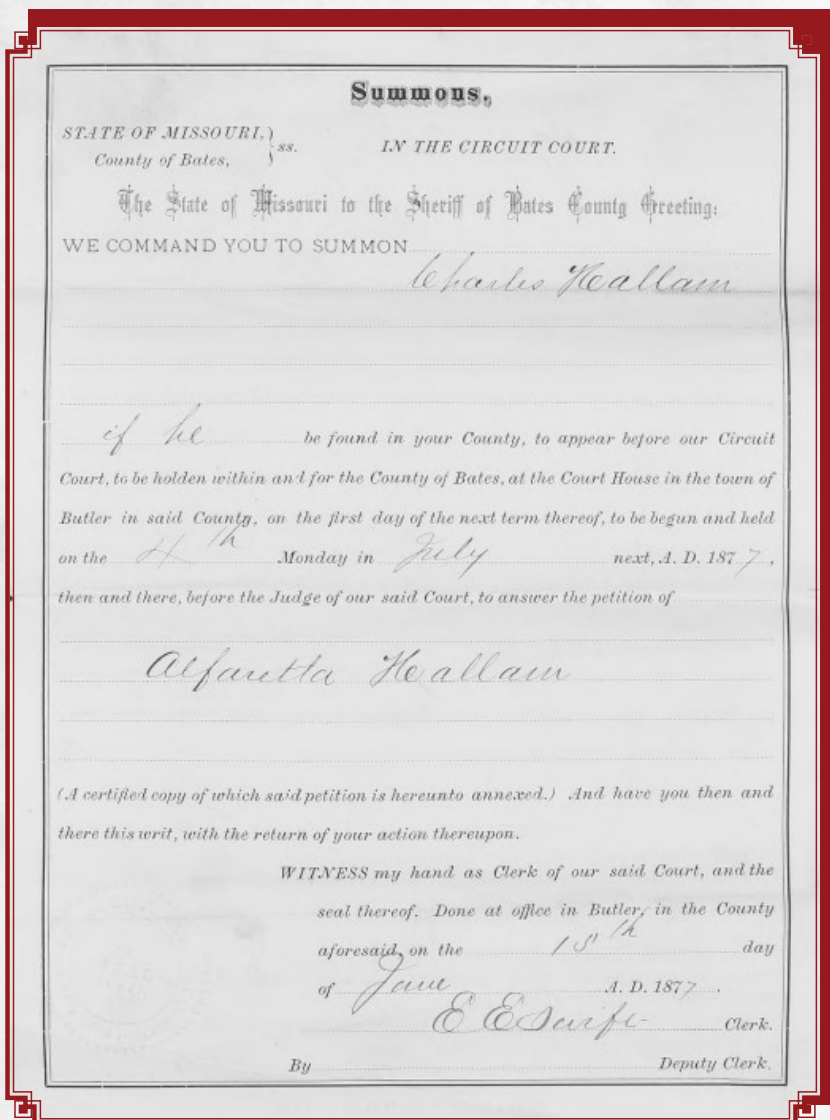 Summons,
STATE OF MISSOURI, } ss. IN THE CIRCUIT COURT.
County of Bates,
The State of Missouri to the Sheriff of Bates County Greeting:
WE COMMAND YOU TO SUMMON
Charles Hallam
if he be found in your County, to appear before our Circuit
Court, to be holden within and for the County of Bates, at the Court House in the town of
Butler in said County, on the first day of the next term thereof, to be begun and held
on the 4th Monday in July next, A. D. 1877,
then and there, before the Judge of our said Court, to answer the petition of
Alfaretta Hallam
(A certified copy of which said petition is hereunto annexed.) And have you then and
there this writ, with the return of your action thereupon.
WITNESS my hand as Clerk of our said Court, and the
seal thereof. Done at office in Butler, in the County
aforesaid, on the 15th day
of June A. D. 1877.
E E Clerk.
By Deputy Clerk.